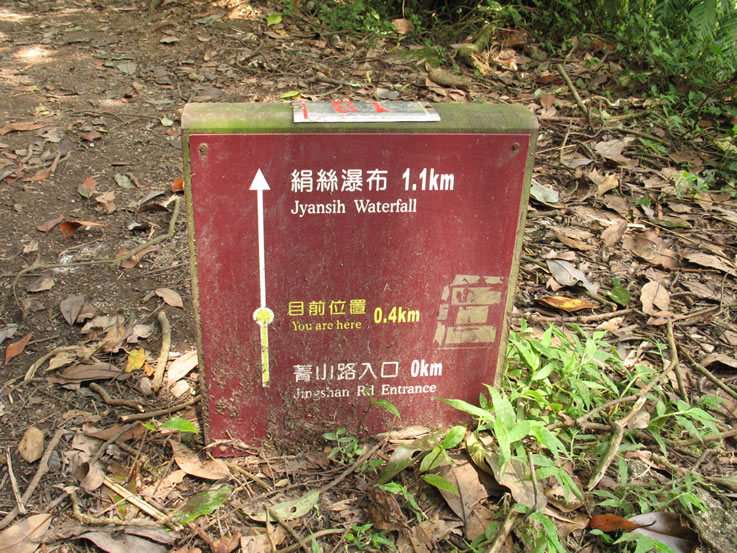 絹絲瀑布 1.1km
Jyansih Waterfall
目前位置 0.4km
You are here
菁山路入口 0km
Jingshan Rd Entrance